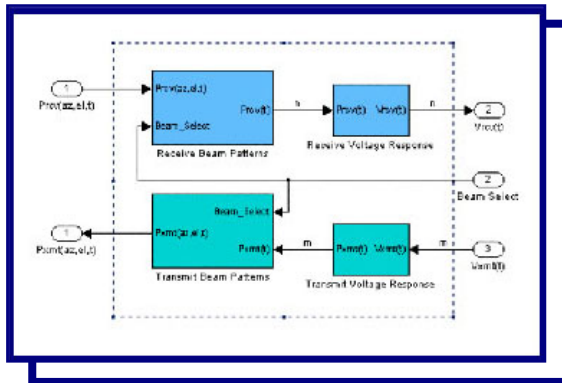 1
Prcv(az,el,t)
Prcv(az,el,t)
Beam_Select
Prcv(t)
Receive Beam Patterns
n
Prcv(t)
Vrcv(t)
Receive Voltage Response
n
2
Vrcv(t)
2
Beam Select
1
Pxmt(az,el,t)
Beam_Select
Pxmt(az,el,t)
Pxmt(t)
Transmit Beam Patterns
m
Pxmt(t)
Vxmt(t)
Transmit Voltage Response
m
3
Vxmt(t)